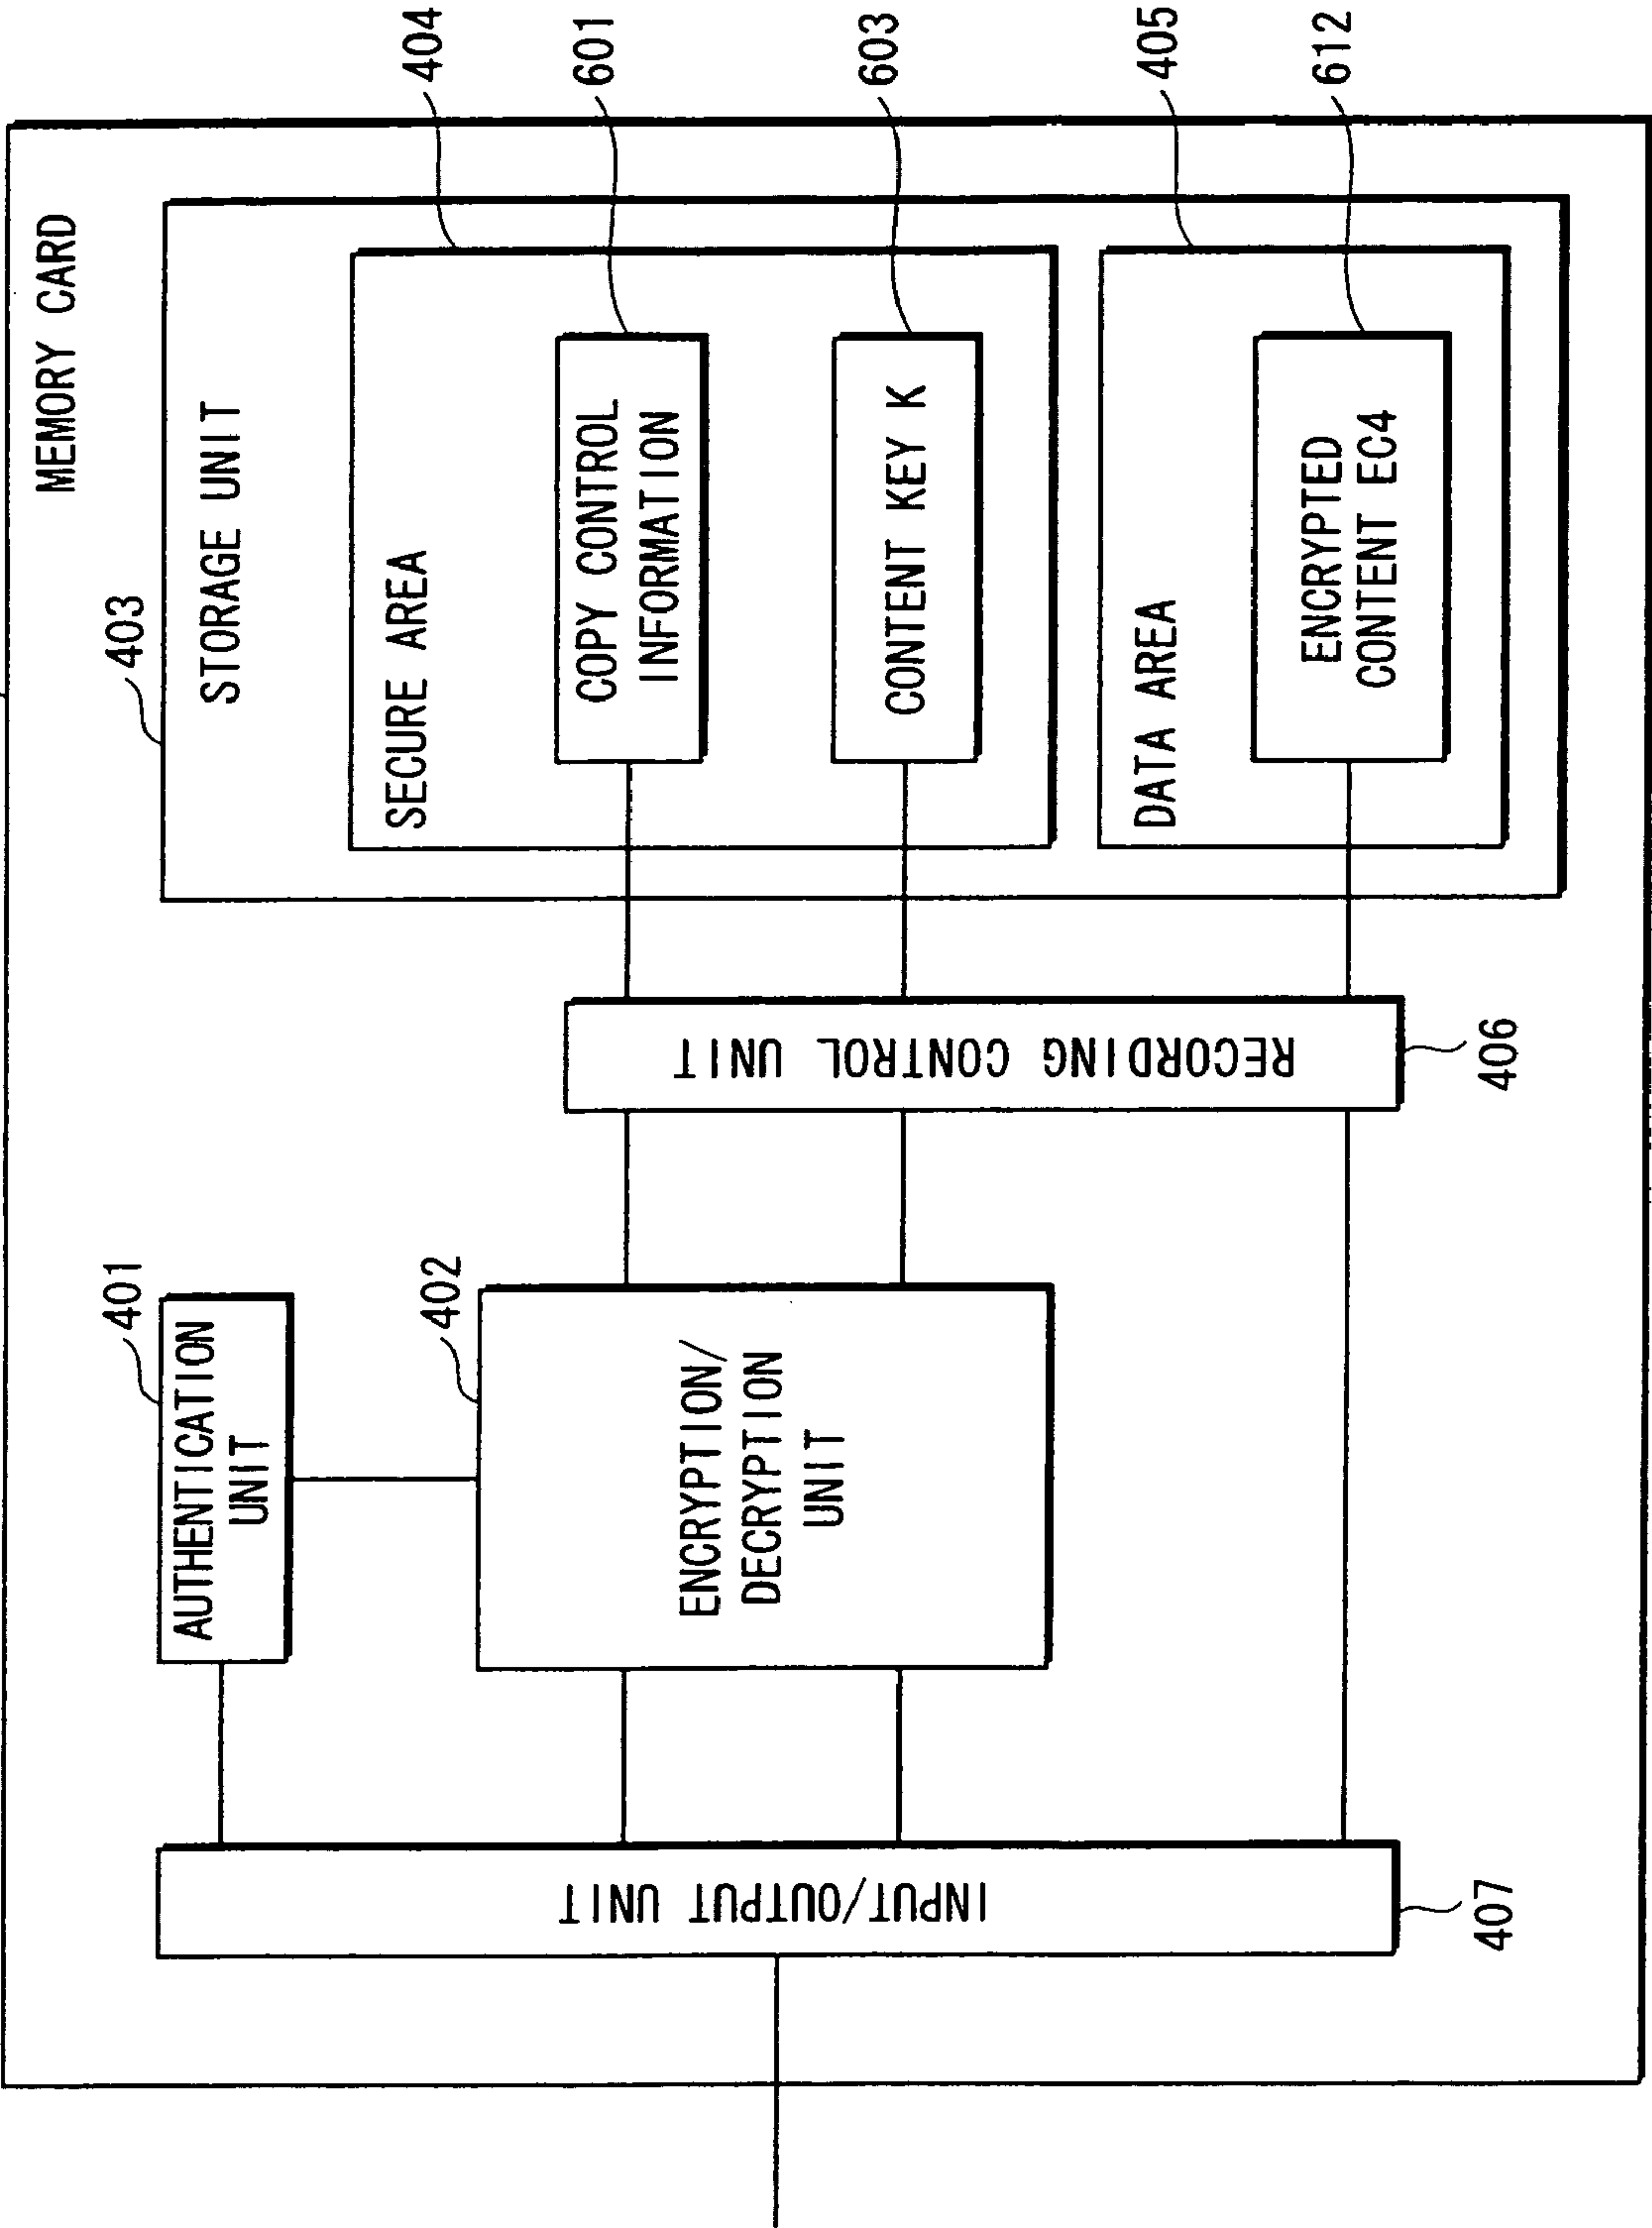 MEMORY CARD
403
STORAGE UNIT
404
SECURE AREA
601
COPY CONTROL
INFORMATION
603
CONTENT KEY K
405
DATA AREA
612
ENCRYPTED
CONTENT EC4
401
AUTHENTICATION
UNIT
402
ENCRYPTION/
DECRYPTION
UNIT
RECORDING CONTROL UNIT
406
INPUT/OUTPUT UNIT
407